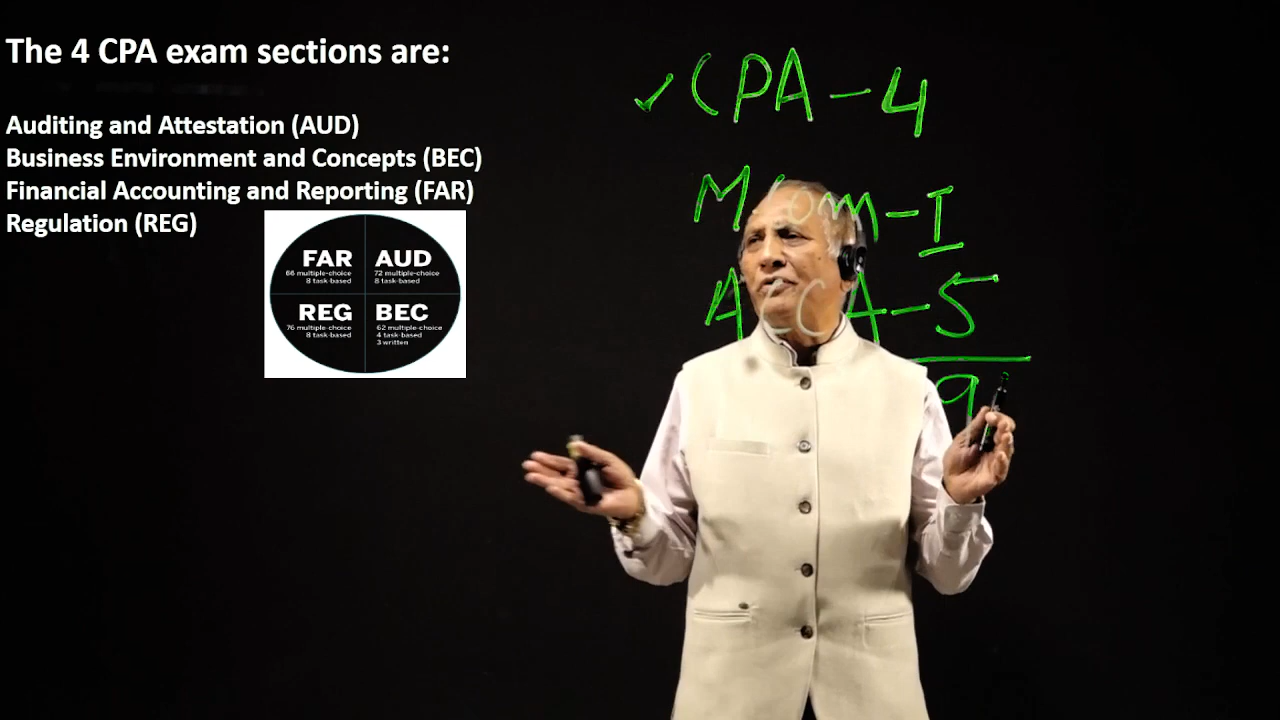 The 4 CPA exam sections are:
Auditing and Attestation (AUD)
Business Environment and Concepts (BEC)
Financial Accounting and Reporting (FAR)
Regulation (REG)
FAR
66 multiple-choice
8 task-based
AUD
72 multiple-choice
8 task-based
REG
76 multiple-choice
8 task-based
BEC
62 multiple-choice
4 task-based
3 written
✓ CPA - 4
M.Com - I
ACCA - 5
9